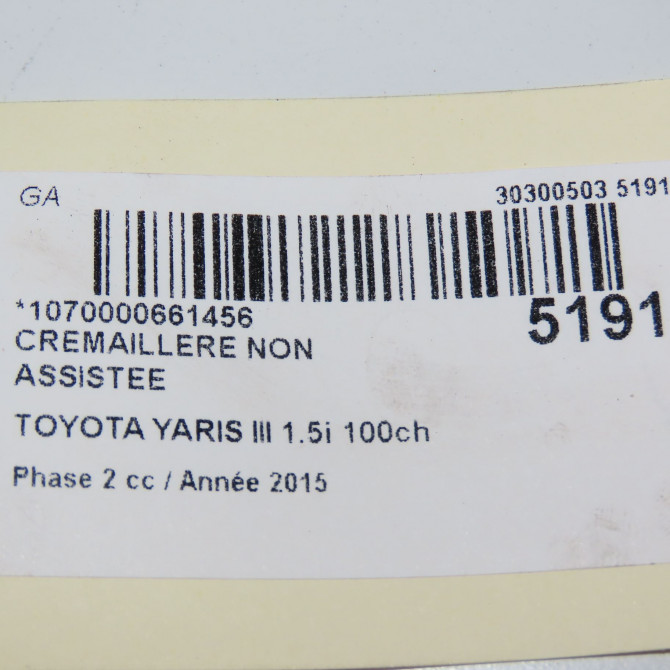 GA
30300503 5191
*1070000661456
5191
CREMAILLERE NON
ASSISTEE
TOYOTA YARIS III 1.5i 100ch
Phase 2 cc / Année 2015